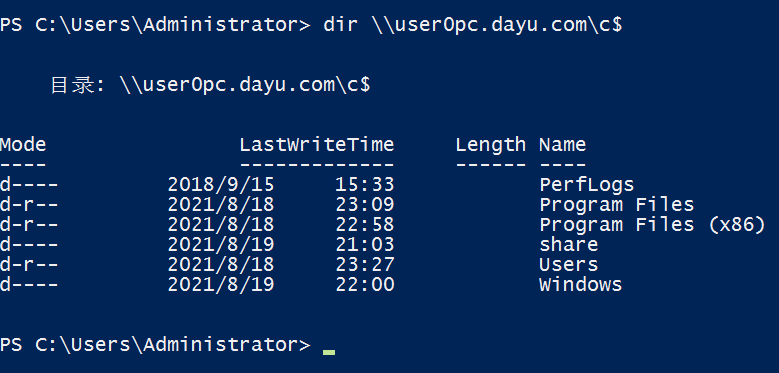 PS C:\Users\Administrator> dir \\user0pc.dayu.com\c$
目录: \\user0pc.dayu.com\c$
Mode LastWriteTime Length Name
---- ------------- ------ ----
d---- 2018/9/15 15:33 PerfLogs
d-r-- 2021/8/18 23:09 Program Files
d-r-- 2021/8/18 22:58 Program Files (x86)
d---- 2021/8/19 21:03 share
d-r-- 2021/8/18 23:27 Users
d---- 2021/8/19 22:00 Windows
PS C:\Users\Administrator>